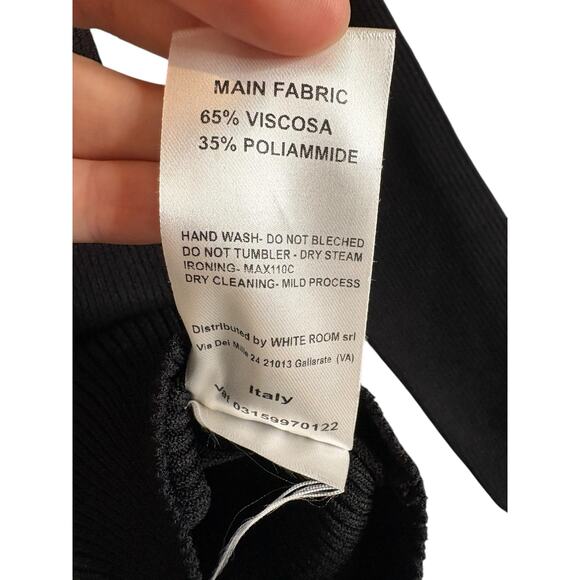 MAIN FABRIC
65% VISCOSA
35% POLIAMMIDE
HAND WASH- DO NOT BLECHED
DO NOT TUMBLER - DRY STEAM
IRONING- MAX110C
DRY CLEANING- MILD PROCESS
Distributed by WHITE ROOM srl
Via Dei Mille 24 21013 Gallarate (VA)
Italy
Vat 03159970122